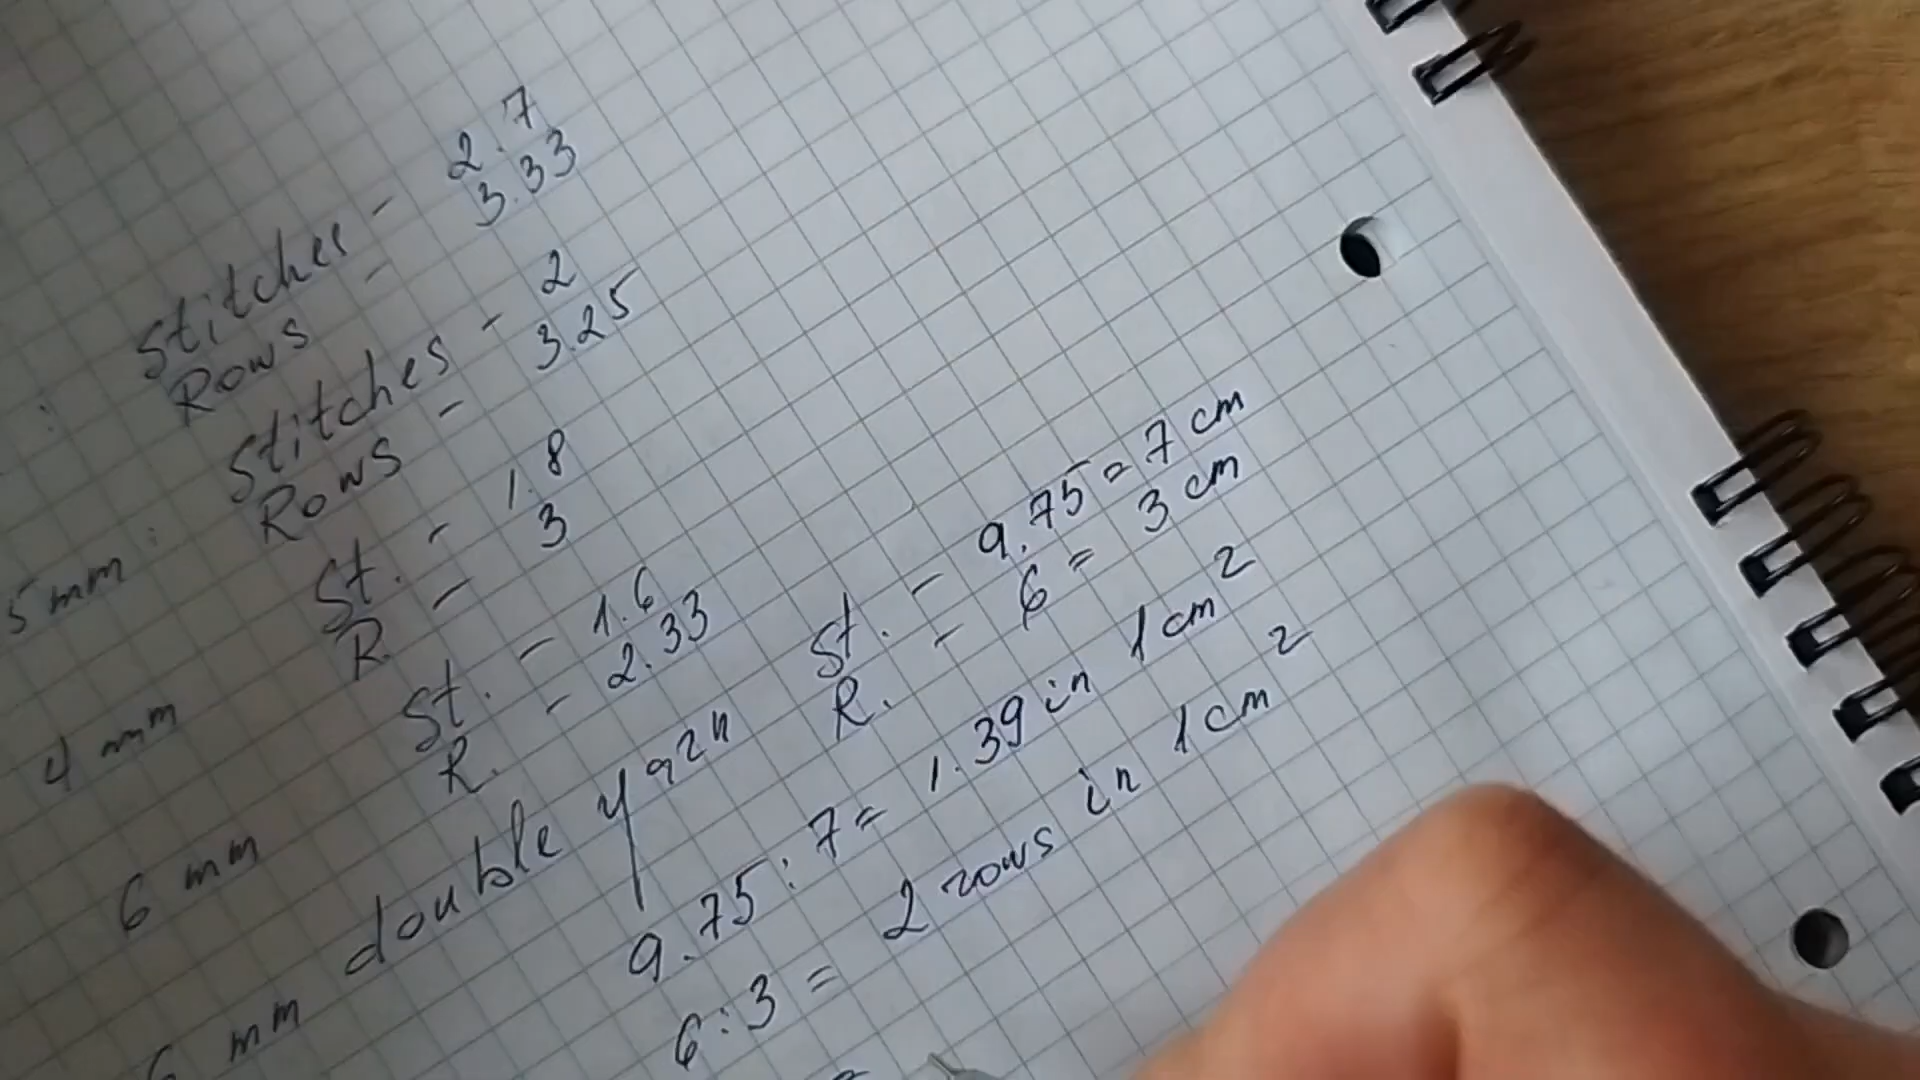 : Stitches - 2.7
Rows - 3.33
5 mm : Stitches - 2
Rows - 3.25
4 mm St. - 1.8
R. - 3
6 mm St. - 1.6
R. - 2.33
6 mm double yarn St. - 9.75 = 7 cm
R. - 6 = 3 cm
9.75 : 7 = 1.39 in 1 cm²
6 : 3 = 2 rows in 1 cm²